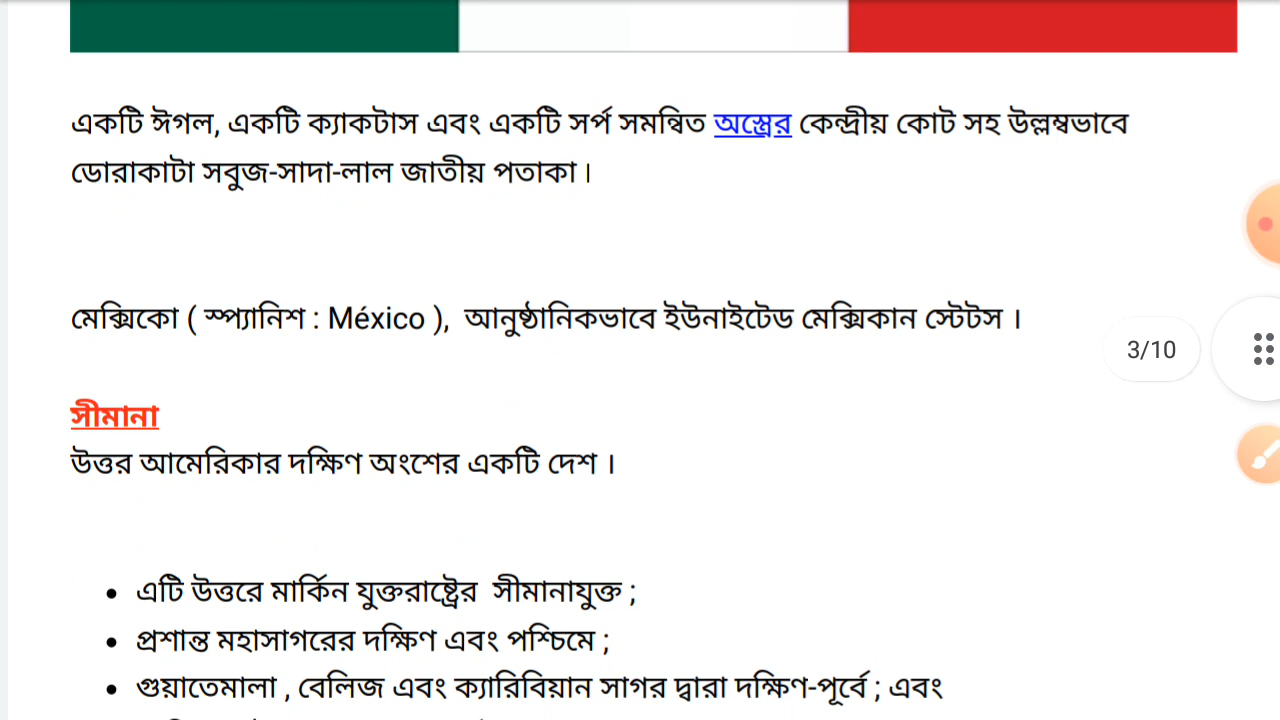 একটি ঈগল, একটি ক্যাকটাস এবং একটি সর্প সমন্বিত অস্ত্রের কেন্দ্রীয় কোট সহ উল্লম্বভাবে
ডোরাকাটা সবুজ-সাদা-লাল জাতীয় পতাকা।
মেক্সিকো ( স্প্যানিশ : México ), আনুষ্ঠানিকভাবে ইউনাইটেড মেক্সিকান স্টেটস ।
3/10
সীমানা
উত্তর আমেরিকার দক্ষিণ অংশের একটি দেশ ।
• এটি উত্তরে মার্কিন যুক্তরাষ্ট্রের সীমানাযুক্ত ;
• প্রশান্ত মহাসাগরের দক্ষিণ এবং পশ্চিমে ;
• গুয়াতেমালা , বেলিজ এবং ক্যারিবিয়ান সাগর দ্বারা দক্ষিণ-পূর্বে ; এবং